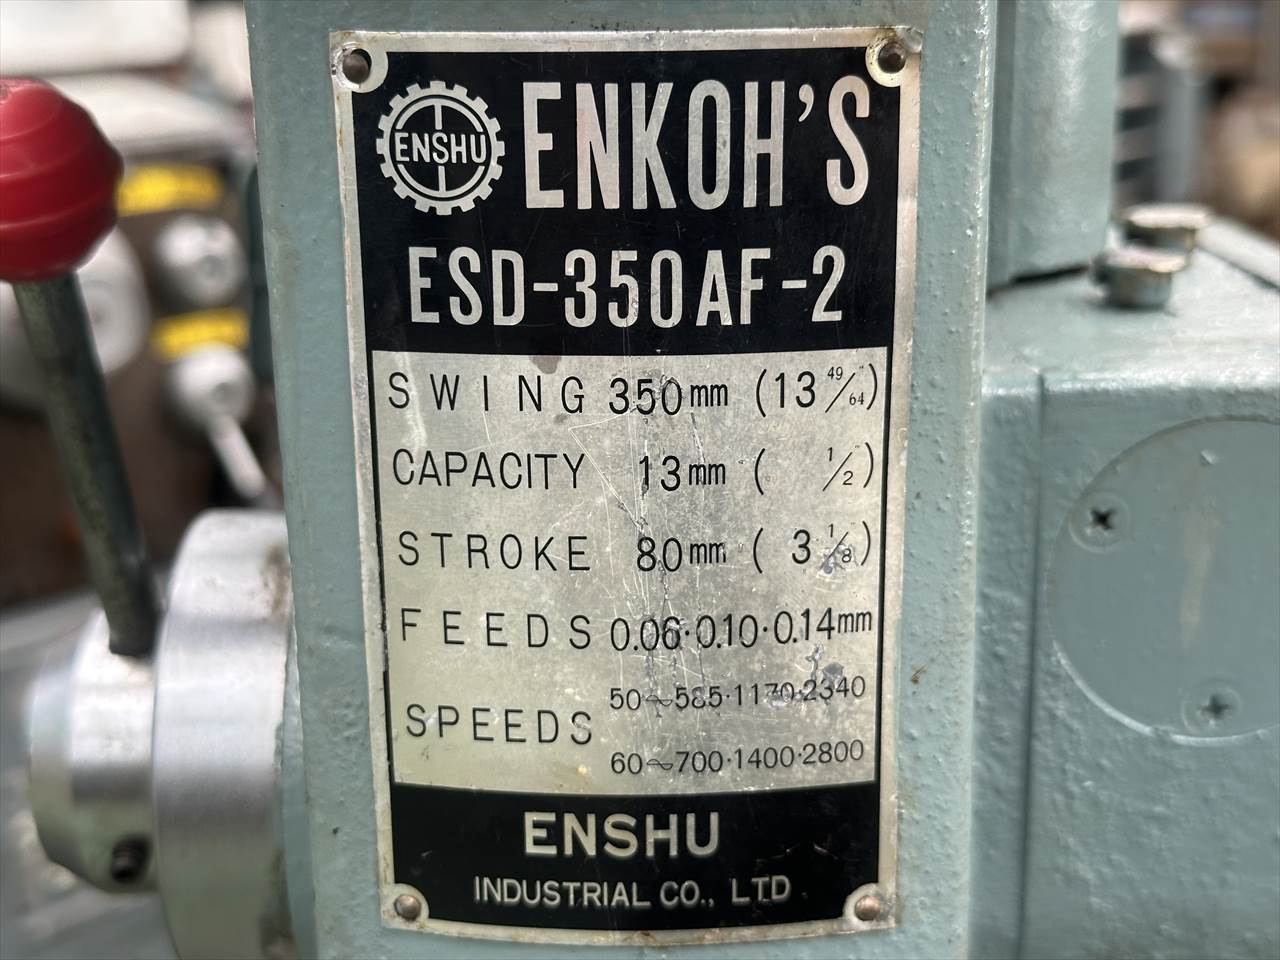 ENSHU
ENKOH'S
ESD-350AF-2
SWING 350mm (13 49/64")
CAPACITY 13mm ( 1/2")
STROKE 80mm ( 3 1/8")
FEEDS 0.06·0.10·0.14mm
SPEEDS
50~585·1170·2340
60~700·1400·2800
ENSHU
INDUSTRIAL CO., LTD